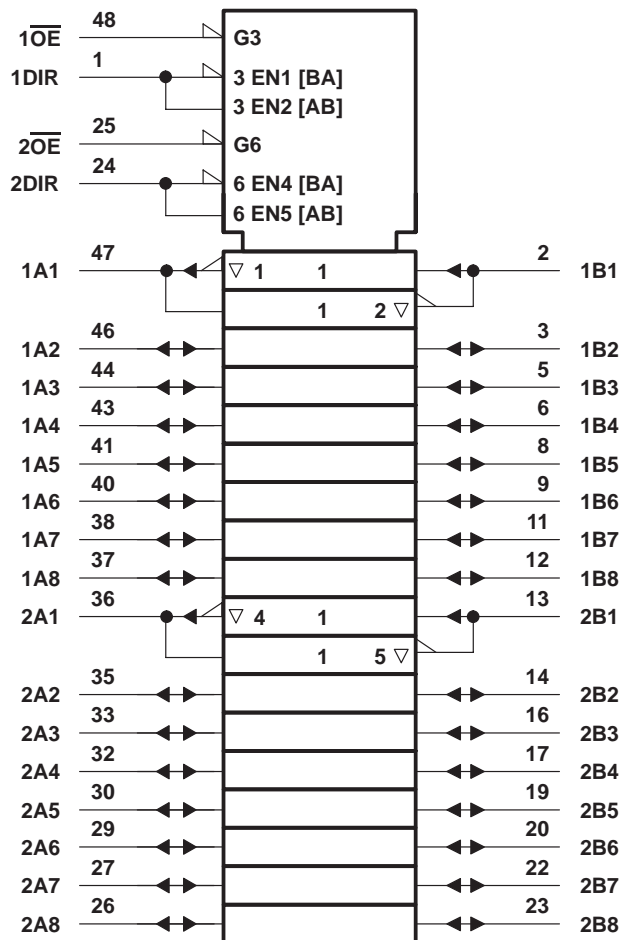 48
1OE G3
1
1DIR 3 EN1 [BA]
3 EN2 [AB]
25
2OE G6
24
2DIR 6 EN4 [BA]
6 EN5 [AB]
47 2
1A1 ▽ 1 1 1B1
1 2 ▽
46 3
1A2 1B2
44 5
1A3 1B3
43 6
1A4 1B4
41 8
1A5 1B5
40 9
1A6 1B6
38 11
1A7 1B7
37 12
1A8 1B8
36 13
2A1 ▽ 4 1 2B1
1 5 ▽
35 14
2A2 2B2
33 16
2A3 2B3
32 17
2A4 2B4
30 19
2A5 2B5
29 20
2A6 2B6
27 22
2A7 2B7
26 23
2A8 2B8